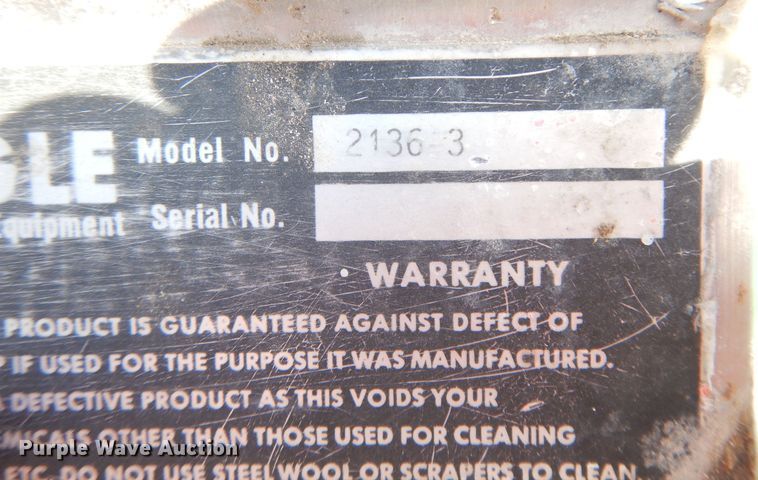 GLE Model No. 2136-3
Equipment Serial No.
• WARRANTY
PRODUCT IS GUARANTEED AGAINST DEFECT OF
P IF USED FOR THE PURPOSE IT WAS MANUFACTURED.
A DEFECTIVE PRODUCT AS THIS VOIDS YOUR
EMICALS OTHER THAN THOSE USED FOR CLEANING
ETC. DO NOT USE STEEL WOOL OR SCRAPERS TO CLEAN.
Purple Wave Auction